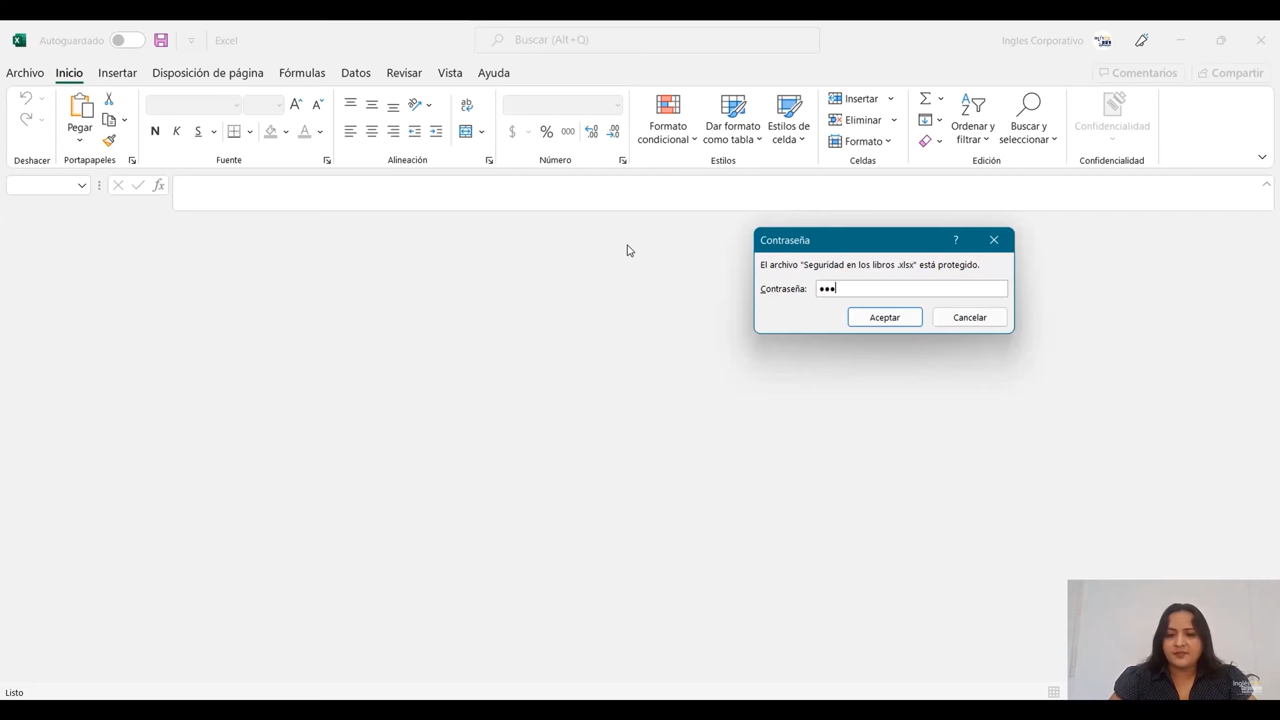 Autoguardado
Excel
Buscar (Alt+Q)
Ingles Corporativo
Archivo Inicio Insertar Disposición de página Fórmulas Datos Revisar Vista Ayuda
Comentarios
Compartir
Pegar
N K S
$ % 000
Formato
condicional
Dar formato
como tabla
Estilos de
celda
Insertar
Eliminar
Formato
Ordenar y
filtrar
Buscar y
seleccionar
Confidencialidad
Deshacer Portapapeles Fuente Alineación Número Estilos Celdas Edición Confidencialidad
fx
Contraseña
El archivo "Seguridad en los libros .xlsx" está protegido.
Contraseña: •••
Aceptar Cancelar
Listo